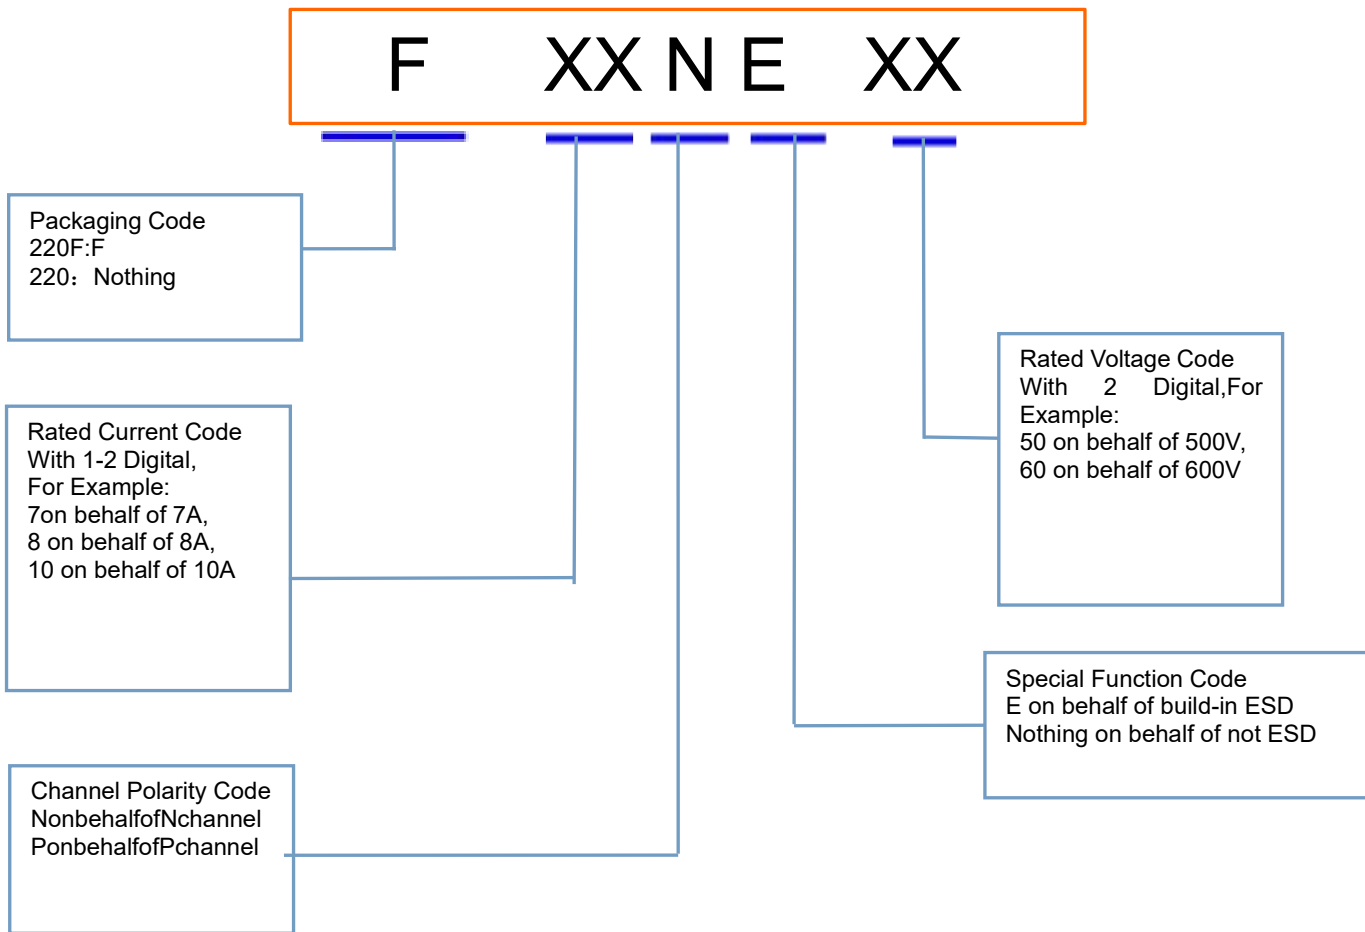 F XX N E XX
Packaging Code
220F:F
220：Nothing
Rated Current Code
With 1-2 Digital,
For Example:
7on behalf of 7A,
8 on behalf of 8A,
10 on behalf of 10A
Channel Polarity Code
NonbehalfofNchannel
PonbehalfofPchannel
Rated Voltage Code
With 2 Digital,For
Example:
50 on behalf of 500V,
60 on behalf of 600V
Special Function Code
E on behalf of build-in ESD
Nothing on behalf of not ESD